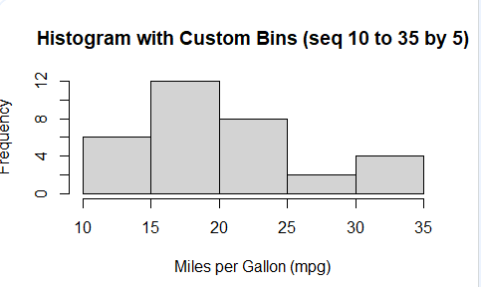 Histogram with Custom Bins (seq 10 to 35 by 5)
Frequency
12
8
4
0
10 15 20 25 30 35
Miles per Gallon (mpg)